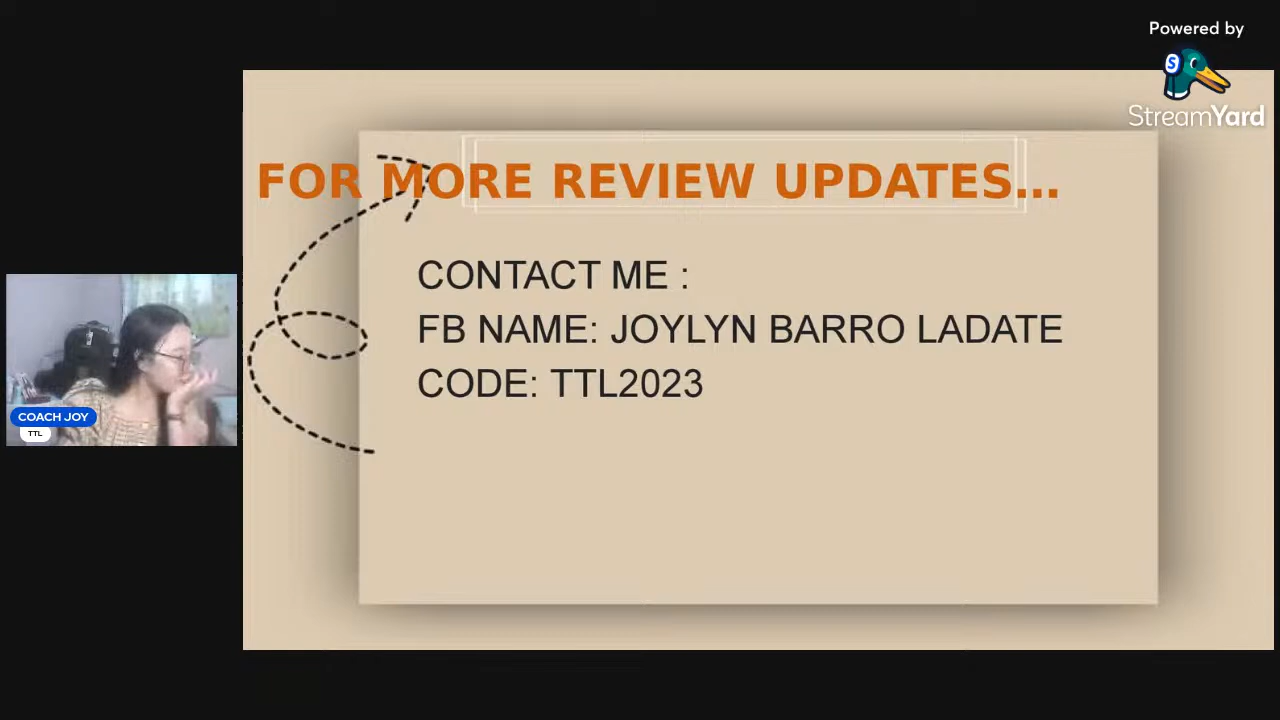 Powered by
StreamYard
FOR MORE REVIEW UPDATES...
CONTACT ME :
FB NAME: JOYLYN BARRO LADATE
CODE: TTL2023
COACH JOY
TTL